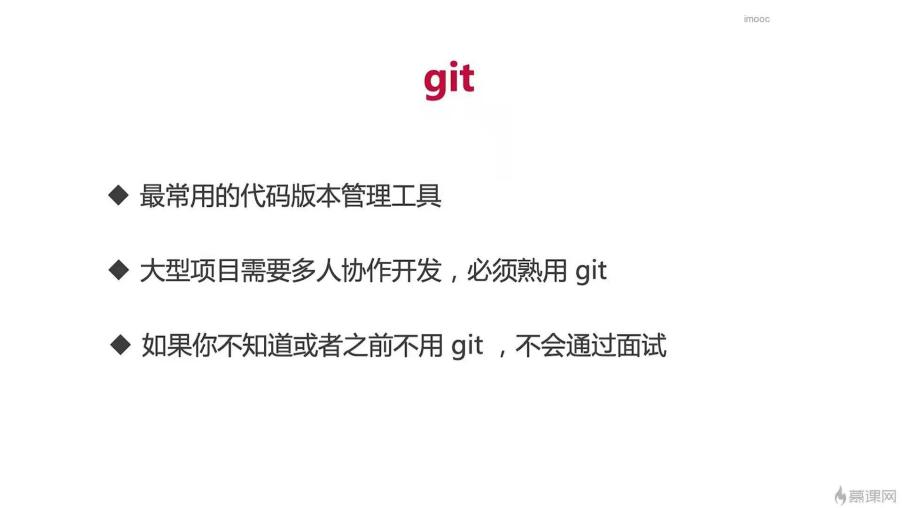 imooc
git
◆ 最常用的代码版本管理工具
◆ 大型项目需要多人协作开发，必须熟用 git
◆ 如果你不知道或者之前不用 git ，不会通过面试
慕课网